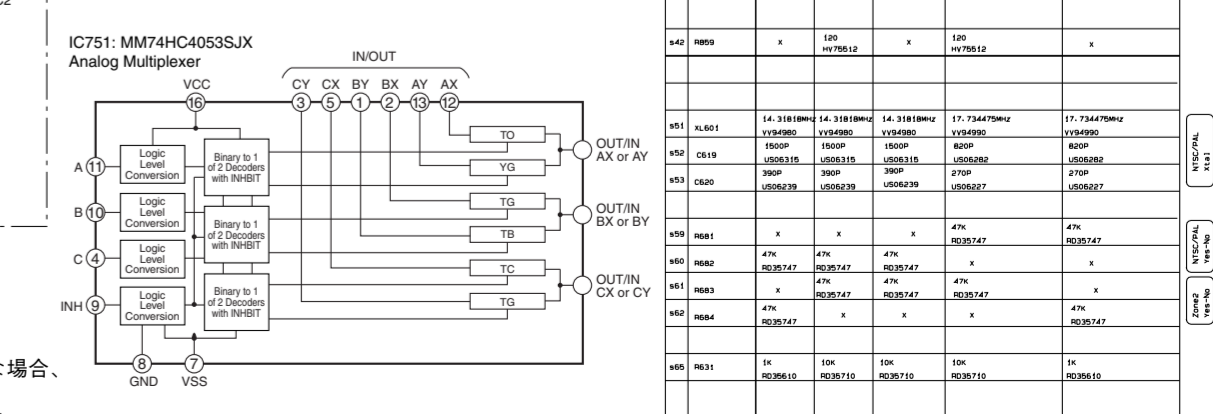 IC751: MM74HC4053SJX
Analog Multiplexer
IN/OUT
VCC CY CX BY BX AY AX
16 3 5 1 2 13 12
A 11
Logic
Level
Conversion
Binary to 1
of 2 Decoders
with INHBIT
TO
YG
OUT/IN
AX or AY
B 10
Logic
Level
Conversion
Binary to 1
of 2 Decoders
with INHBIT
TG
TB
OUT/IN
BX or BY
C 4
Logic
Level
Conversion
Binary to 1
of 2 Decoders
with INHBIT
TC
TG
OUT/IN
CX or CY
INH 9
Logic
Level
Conversion
8 7
GND VSS
場合、
s42 R859 x 120 x 120 x
HV75512 HV75512
s51 XL601 14.31818MHz 14.31818MHz 14.31818MHz 17.734475MHz 17.734475MHz
VV94980 VV94980 VV94980 VV94990 VV94990
s52 C619 1500P 1500P 1500P 820P 820P
US06315 US06315 US06315 US06282 US06282
s53 C620 390P 390P 390P 270P 270P
US06239 US06239 US06239 US06227 US06227
NTSC/PAL
Xtal
s59 R681 x x x 47K 47K
RD35747 RD35747
s60 R682 47K 47K 47K x x
RD35747 RD35747 RD35747
NTSC/PAL
Yes-No
s61 R683 x 47K 47K 47K x
RD35747 RD35747 RD35747
s62 R684 47K x x x 47K
RD35747 RD35747
Zone2
Yes-No
s65 R631 1K 10K 10K 10K 1K
RD35610 RD35710 RD35710 RD35710 RD35610